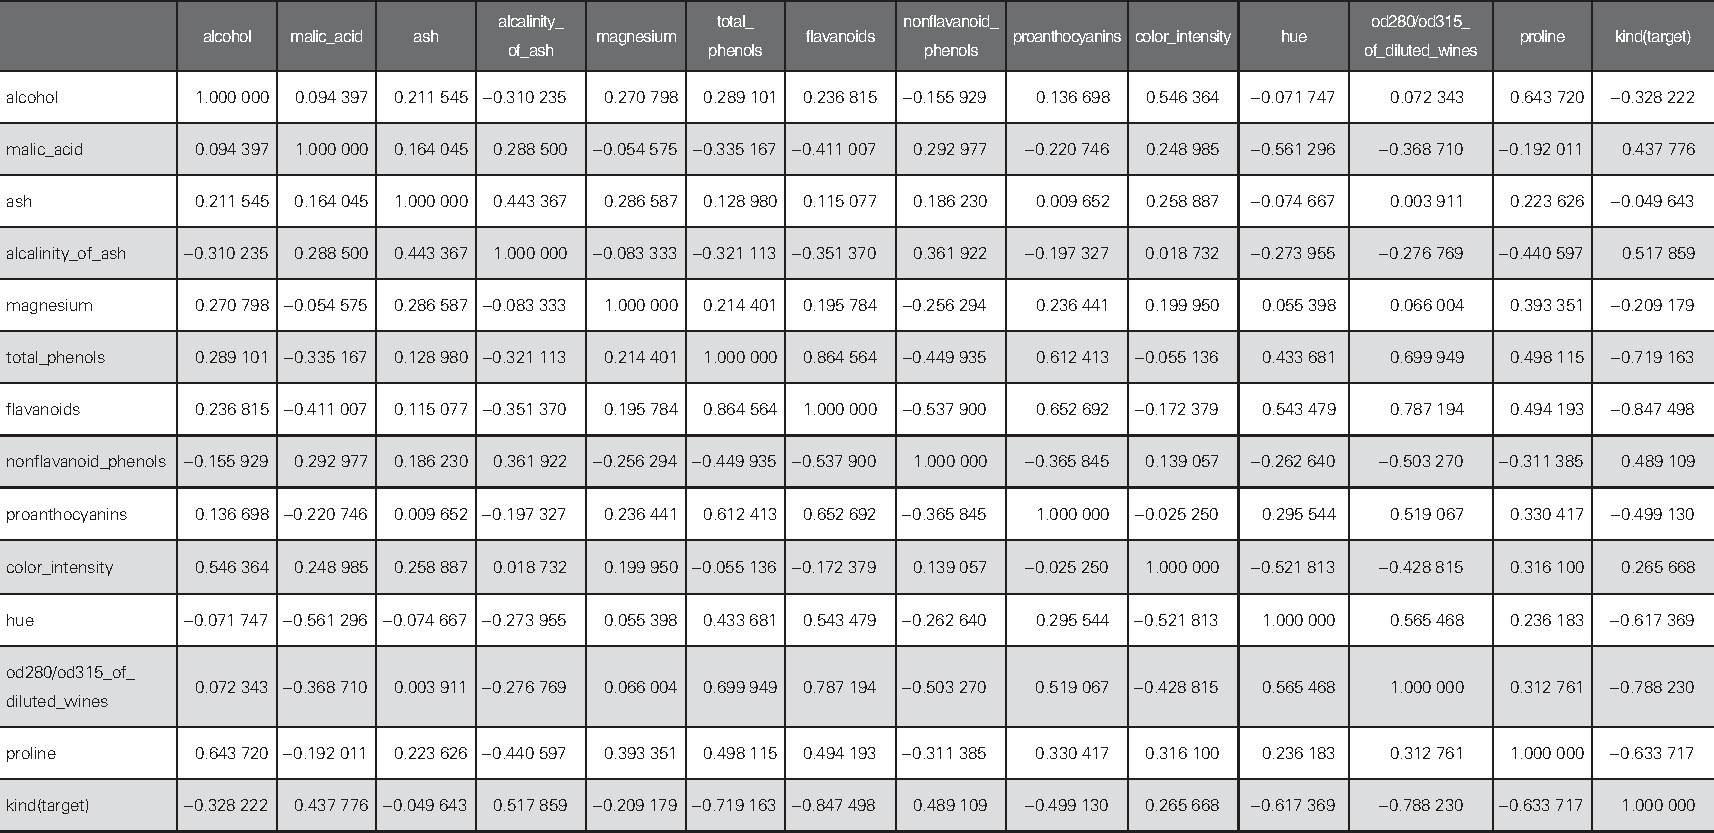 alcohol malic_acid ash alcalinity_of_ash magnesium total_phenols flavanoids nonflavanoid_phenols proanthocyanins color_intensity hue od280/od315_of_diluted_wines proline kind(target)
alcohol 1.000 000 0.094 397 0.211 545 −0.310 235 0.270 798 0.289 101 0.236 815 −0.155 929 0.136 698 0.546 364 −0.071 747 0.072 343 0.643 720 −0.328 222
malic_acid 0.094 397 1.000 000 0.164 045 0.288 500 −0.054 575 −0.335 167 −0.411 007 0.292 977 −0.220 746 0.248 985 −0.561 296 −0.368 710 −0.192 011 0.437 776
ash 0.211 545 0.164 045 1.000 000 0.443 367 0.286 587 0.128 980 0.115 077 0.186 230 0.009 652 0.258 887 −0.074 667 0.003 911 0.223 626 −0.049 643
alcalinity_of_ash −0.310 235 0.288 500 0.443 367 1.000 000 −0.083 333 −0.321 113 −0.351 370 0.361 922 −0.197 327 0.018 732 −0.273 955 −0.276 769 −0.440 597 0.517 859
magnesium 0.270 798 −0.054 575 0.286 587 −0.083 333 1.000 000 0.214 401 0.195 784 −0.256 294 0.236 441 0.199 950 0.055 398 0.066 004 0.393 351 −0.209 179
total_phenols 0.289 101 −0.335 167 0.128 980 −0.321 113 0.214 401 1.000 000 0.864 564 −0.449 935 0.612 413 −0.055 136 0.433 681 0.699 949 0.498 115 −0.719 163
flavanoids 0.236 815 −0.411 007 0.115 077 −0.351 370 0.195 784 0.864 564 1.000 000 −0.537 900 0.652 692 −0.172 379 0.543 479 0.787 194 0.494 193 −0.847 498
nonflavanoid_phenols −0.155 929 0.292 977 0.186 230 0.361 922 −0.256 294 −0.449 935 −0.537 900 1.000 000 −0.365 845 0.139 057 −0.262 640 −0.503 270 −0.311 385 0.489 109
proanthocyanins 0.136 698 −0.220 746 0.009 652 −0.197 327 0.236 441 0.612 413 0.652 692 −0.365 845 1.000 000 −0.025 250 0.295 544 0.519 067 0.330 417 −0.499 130
color_intensity 0.546 364 0.248 985 0.258 887 0.018 732 0.199 950 −0.055 136 −0.172 379 0.139 057 −0.025 250 1.000 000 −0.521 813 −0.428 815 0.316 100 0.265 668
hue −0.071 747 −0.561 296 −0.074 667 −0.273 955 0.055 398 0.433 681 0.543 479 −0.262 640 0.295 544 −0.521 813 1.000 000 0.565 468 0.236 183 −0.617 369
od280/od315_of_diluted_wines 0.072 343 −0.368 710 0.003 911 −0.276 769 0.066 004 0.699 949 0.787 194 −0.503 270 0.519 067 −0.428 815 0.565 468 1.000 000 0.312 761 −0.788 230
proline 0.643 720 −0.192 011 0.223 626 −0.440 597 0.393 351 0.498 115 0.494 193 −0.311 385 0.330 417 0.316 100 0.236 183 0.312 761 1.000 000 −0.633 717
kind(target) −0.328 222 0.437 776 −0.049 643 0.517 859 −0.209 179 −0.719 163 −0.847 498 0.489 109 −0.499 130 0.265 668 −0.617 369 −0.788 230 −0.633 717 1.000 000